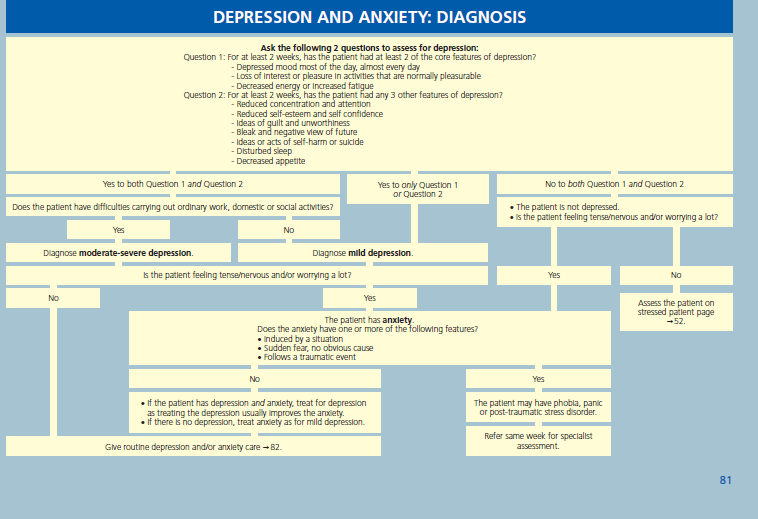 DEPRESSION AND ANXIETY: DIAGNOSIS
Ask the following 2 questions to assess for depression:
Question 1: For at least 2 weeks, has the patient had at least 2 of the core features of depression?
- Depressed mood most of the day, almost every day
- Loss of interest or pleasure in activities that are normally pleasurable
- Decreased energy or increased fatigue
Question 2: For at least 2 weeks, has the patient had any 3 other features of depression?
- Reduced concentration and attention
- Reduced self-esteem and self confidence
- Ideas of guilt and unworthiness
- Bleak and negative view of future
- Ideas or acts of self-harm or suicide
- Disturbed sleep
- Decreased appetite
Yes to both Question 1 and Question 2
Yes to only Question 1
or Question 2
No to both Question 1 and Question 2
Does the patient have difficulties carrying out ordinary work, domestic or social activities?
• The patient is not depressed.
• Is the patient feeling tense/nervous and/or worrying a lot?
Yes
No
Diagnose moderate-severe depression.
Diagnose mild depression.
Is the patient feeling tense/nervous and/or worrying a lot?
Yes
No
No
Yes
Assess the patient on
stressed patient page
→52.
The patient has anxiety.
Does the anxiety have one or more of the following features?
• Induced by a situation
• Sudden fear, no obvious cause
• Follows a traumatic event
No
Yes
• If the patient has depression and anxiety, treat for depression
as treating the depression usually improves the anxiety.
• If there is no depression, treat anxiety as for mild depression.
The patient may have phobia, panic
or post-traumatic stress disorder.
Give routine depression and/or anxiety care →82.
Refer same week for specialist
assessment.
81